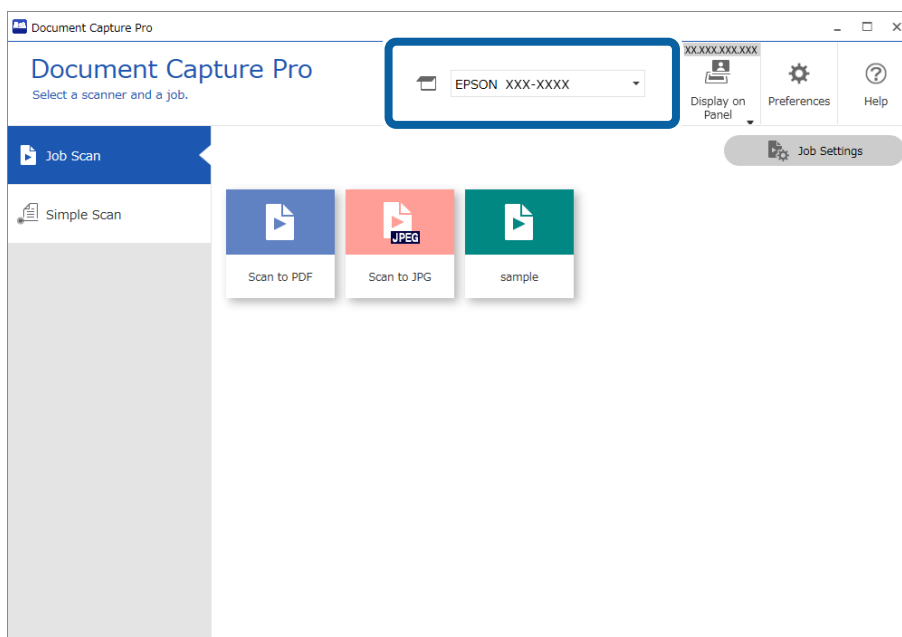 Document Capture Pro
Document Capture Pro
Select a scanner and a job.
EPSON XXX-XXXX
XX.XXX.XXX.XXX
Display on
Panel
Preferences
Help
Job Scan
Job Settings
Simple Scan
JPEG
Scan to PDF
Scan to JPG
sample